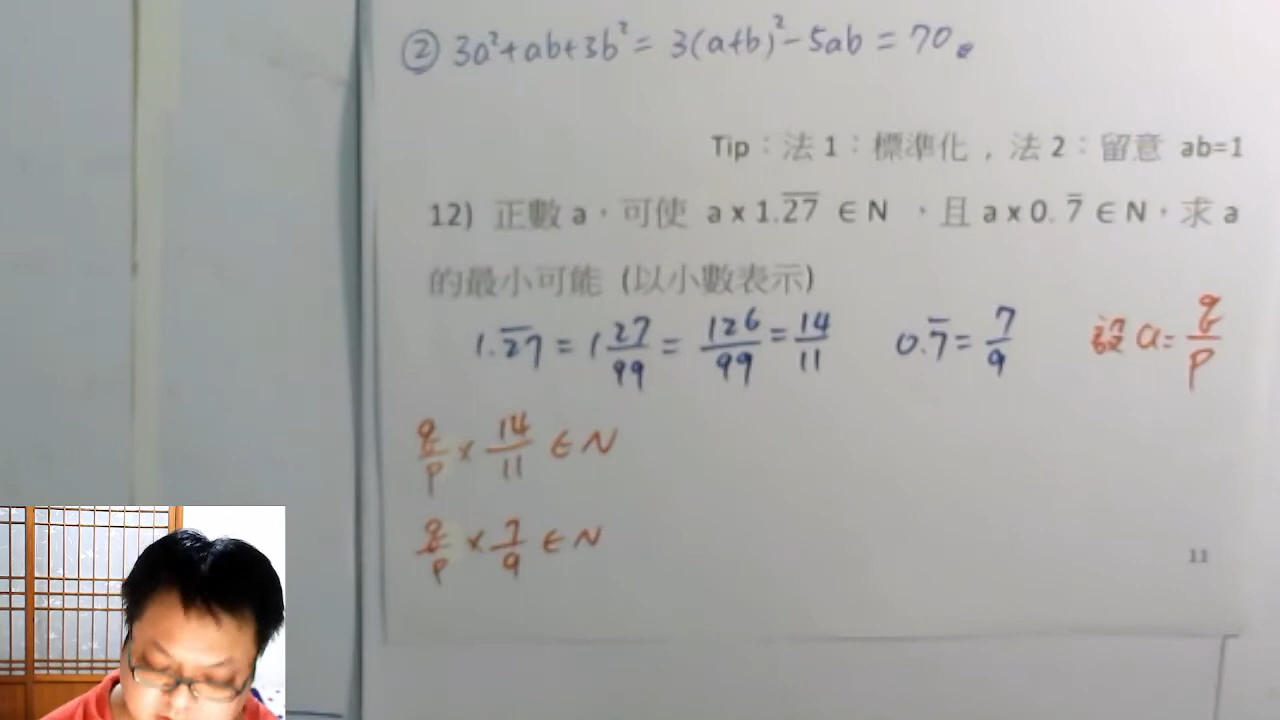 ② 3a²+ab+3b² = 3(a+b)²-5ab = 70
Tip：法1：標準化，法2：留意 ab=1
12) 正數 a，可使 a x 1.2̅7̅ ∈ N ，且 a x 0.7̅ ∈ N，求 a
的最小可能 (以小數表示)
1.2̅7̅ = 1 27/99 = 126/99 = 14/11 0.7̅ = 7/9 設 a = q/p
q/p × 14/11 ∈ N
q/p × 7/9 ∈ N
11